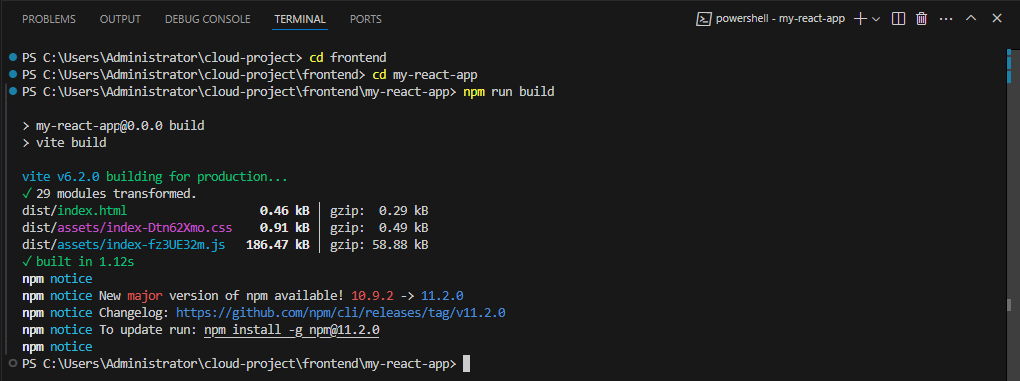 PROBLEMS OUTPUT DEBUG CONSOLE TERMINAL PORTS powershell - my-react-app
PS C:\Users\Administrator\cloud-project> cd frontend
PS C:\Users\Administrator\cloud-project\frontend> cd my-react-app
PS C:\Users\Administrator\cloud-project\frontend\my-react-app> npm run build
> my-react-app@0.0.0 build
> vite build
vite v6.2.0 building for production...
✓ 29 modules transformed.
dist/index.html 0.46 kB │ gzip: 0.29 kB
dist/assets/index-Dtn62Xmo.css 0.91 kB │ gzip: 0.49 kB
dist/assets/index-fz3UE32m.js 186.47 kB │ gzip: 58.88 kB
✓ built in 1.12s
npm notice
npm notice New major version of npm available! 10.9.2 -> 11.2.0
npm notice Changelog: https://github.com/npm/cli/releases/tag/v11.2.0
npm notice To update run: npm install -g npm@11.2.0
npm notice
PS C:\Users\Administrator\cloud-project\frontend\my-react-app>